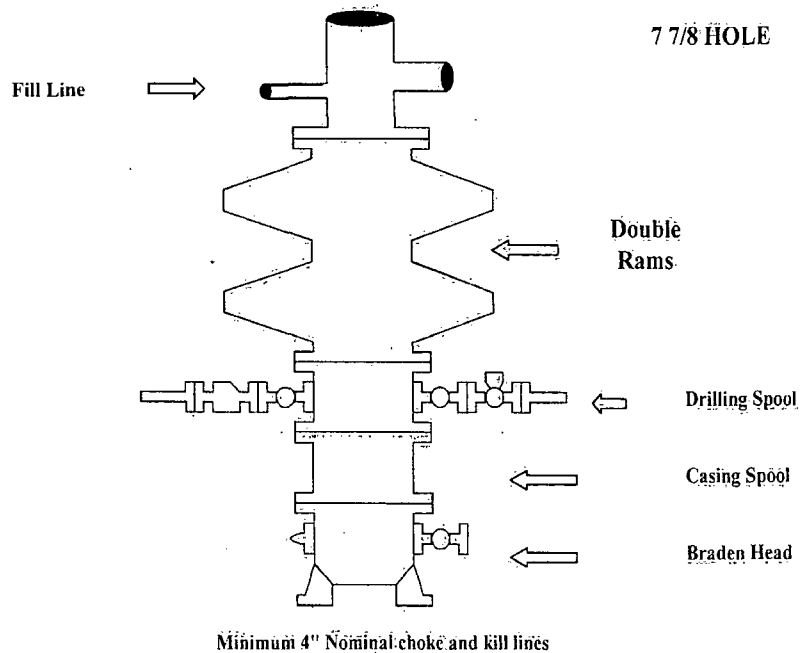 7 7/8 HOLE
Fill Line
Double
Rams
Drilling Spool
Casing Spool
Braden Head
Minimum 4" Nominal choke and kill lines